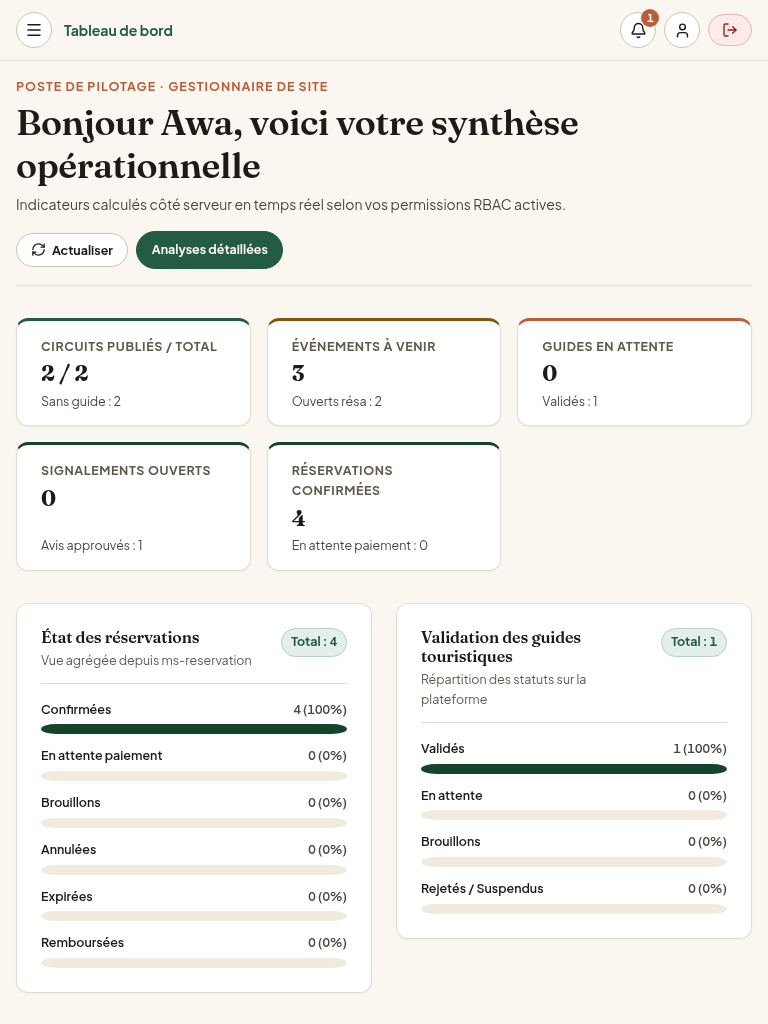 Tableau de bord
1
POSTE DE PILOTAGE · GESTIONNAIRE DE SITE
Bonjour Awa, voici votre synthèse
opérationnelle
Indicateurs calculés côté serveur en temps réel selon vos permissions RBAC actives.
Actualiser
Analyses détaillées
CIRCUITS PUBLIÉS / TOTAL
2 / 2
Sans guide : 2
ÉVÉNEMENTS À VENIR
3
Ouverts résa : 2
GUIDES EN ATTENTE
0
Validés : 1
SIGNALEMENTS OUVERTS
0
Avis approuvés : 1
RÉSERVATIONS
CONFIRMÉES
4
En attente paiement : 0
État des réservations
Total : 4
Vue agrégée depuis ms-reservation
Confirmées 4 (100%)
En attente paiement 0 (0%)
Brouillons 0 (0%)
Annulées 0 (0%)
Expirées 0 (0%)
Remboursées 0 (0%)
Validation des guides
touristiques
Total : 1
Répartition des statuts sur la
plateforme
Validés 1 (100%)
En attente 0 (0%)
Brouillons 0 (0%)
Rejetés / Suspendus 0 (0%)